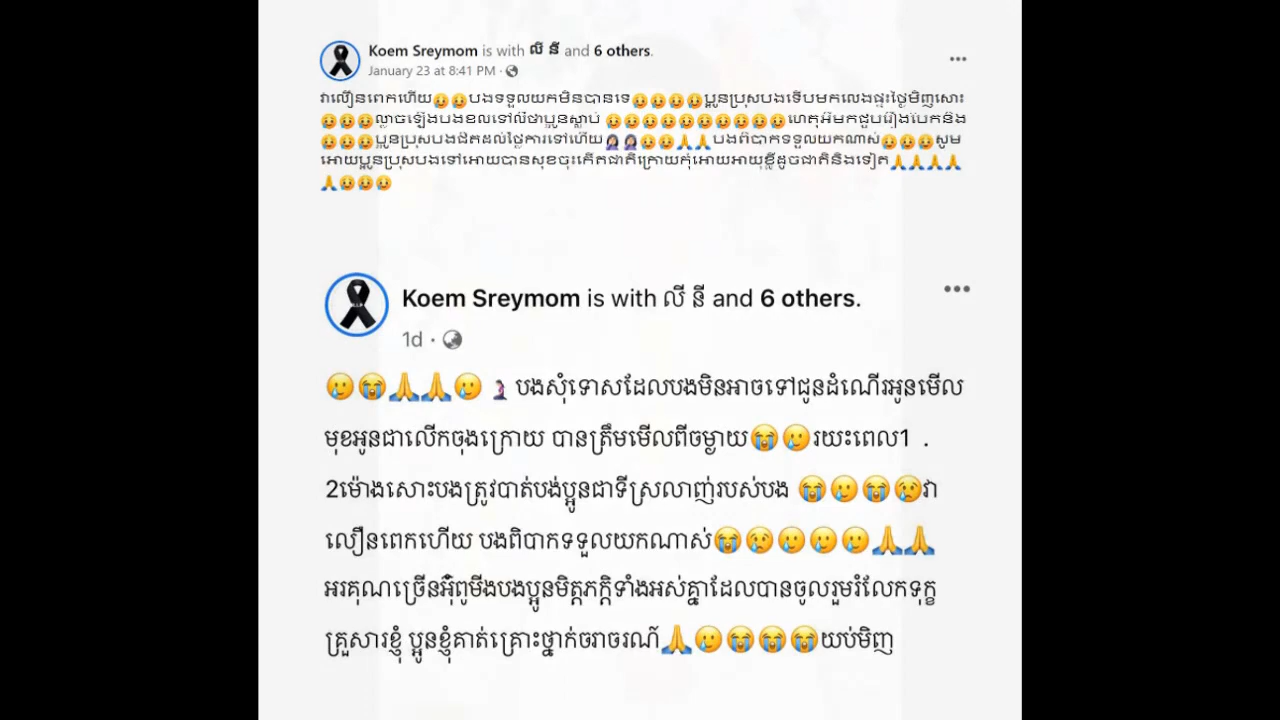 Koem Sreymom is with លី នី and 6 others.
January 23 at 8:41 PM ·
វាលឿនពេកហើយ🥲🥲បងទទួលយកមិនបានទេ🥲🥲🥲🥲ប្អូនប្រុសបងទើបមកលេងផ្ទះថ្ងៃមិញសោះ
🥲🥲🥲ល្ងាចឡើងបងខលទៅលឺថាប្អូនស្លាប់ 🥲🥲🥲🥲🥲🥲🥲🥲🥲🥲ហេតុអីមកជួបរឿងបែកនឹង
🥲🥲🥲ប្អូនប្រុសបងជិតដល់ថ្ងៃការទៅហើយ🤦🏻‍♀️🤦🏻‍♀️🥲🥲🙏🙏បងពិបាកទទួលយកណាស់🥲🥲🥲សូម
អោយប្អូនប្រុសបងទៅអោយបានសុខចុះកើតជាតិក្រោយកុំអោយអាយុខ្លីដូចជាតិនិងទៀត🙏🙏🙏🙏
🙏🥲🥲🥲
Koem Sreymom is with លី នី and 6 others.
1d ·
🥲😭🙏🙏🥲🧎🏻‍♀️បងសុំទោសដែលបងមិនអាចទៅជូនដំណើរអូនមើល
មុខអូនជាលើកចុងក្រោយ បានត្រឹមមើលពីចម្ងាយ😭🥲រយះពេល1 .
2ម៉ោងសោះបងត្រូវបាត់បង់ប្អូនជាទីស្រលាញ់របស់បង 😭🥲😭😢វា
លឿនពេកហើយ បងពិបាកទទួលយកណាស់😭😢🥲🥲🥲🙏🙏
អរគុណច្រើនអ៊ុំពូមីងបងប្អូនមិត្តភក្តិទាំងអស់គ្នាដែលបានចូលរួមរំលែកទុក្ខ
គ្រួសារខ្ញុំ ប្អូនខ្ញុំគាត់គ្រោះថ្នាក់ចរាចរណ៍🙏🥲😭😭😭យប់មិញ